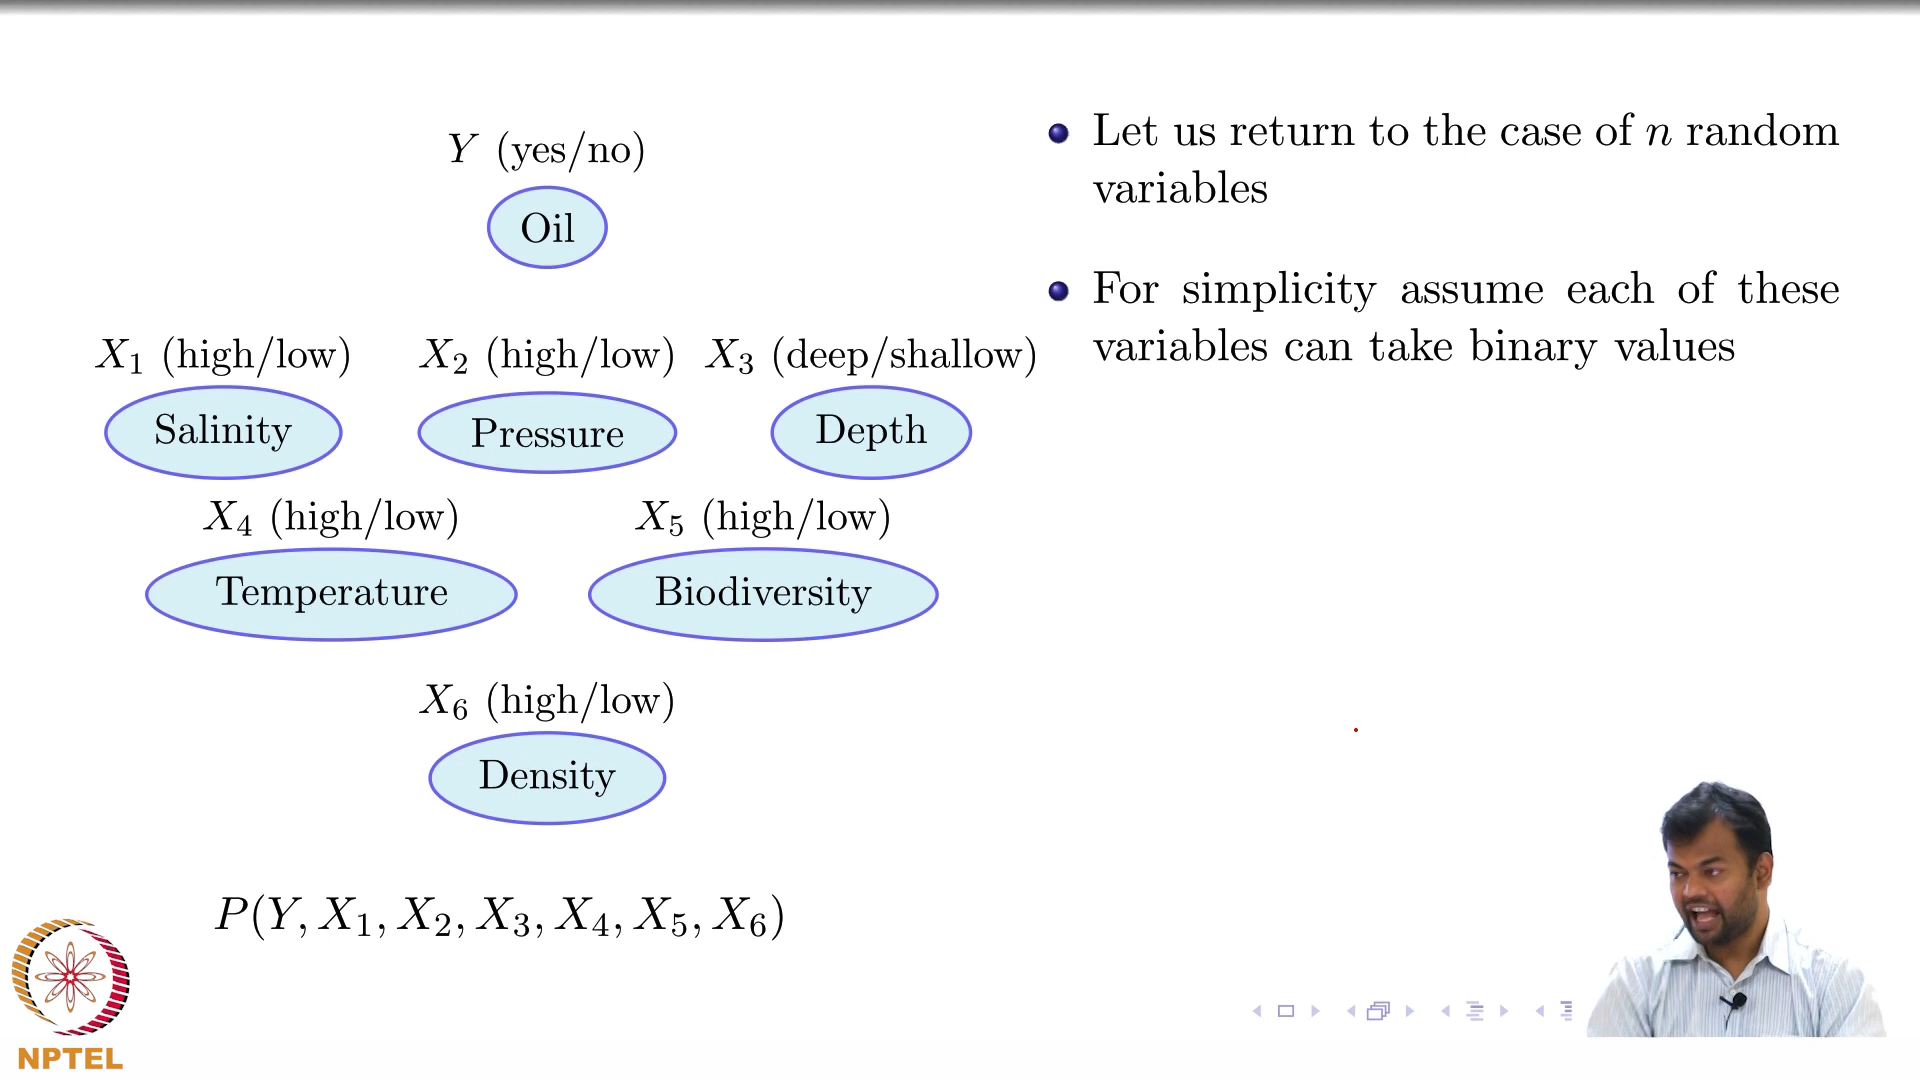 Y (yes/no)
Oil
X₁ (high/low) X₂ (high/low) X₃ (deep/shallow)
Salinity Pressure Depth
X₄ (high/low) X₅ (high/low)
Temperature Biodiversity
X₆ (high/low)
Density
P(Y, X₁, X₂, X₃, X₄, X₅, X₆)
Let us return to the case of n random
variables
For simplicity assume each of these
variables can take binary values
NPTEL